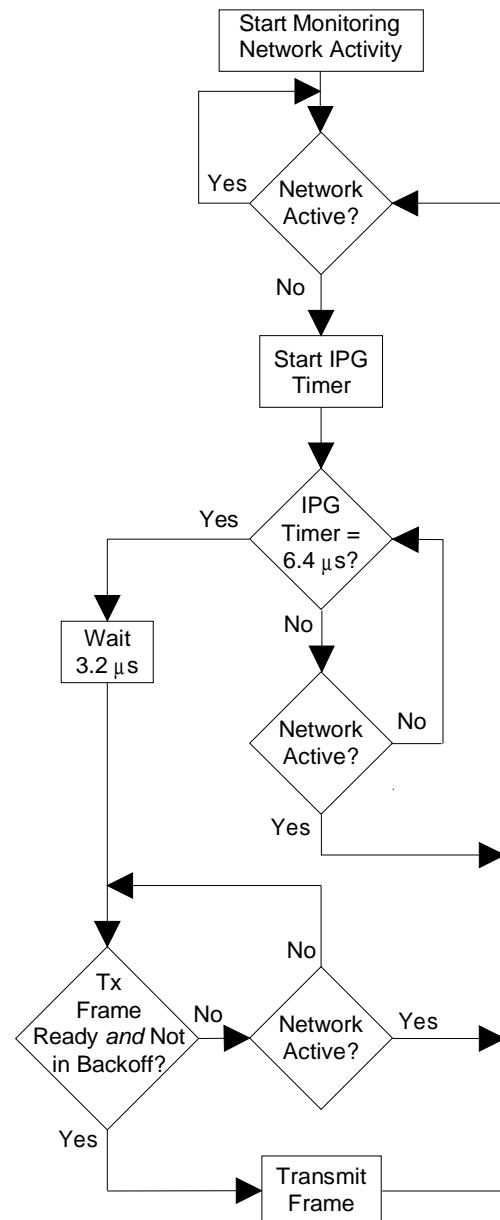 Start Monitoring
Network Activity
Yes
Network
Active?
No
Start IPG
Timer
Yes
IPG
Timer =
6.4 μs?
No
Wait
3.2 μs
Network
Active?
No
Yes
No
Tx
Frame
Ready and Not
in Backoff?
No
Network
Active?
Yes
Yes
Transmit
Frame